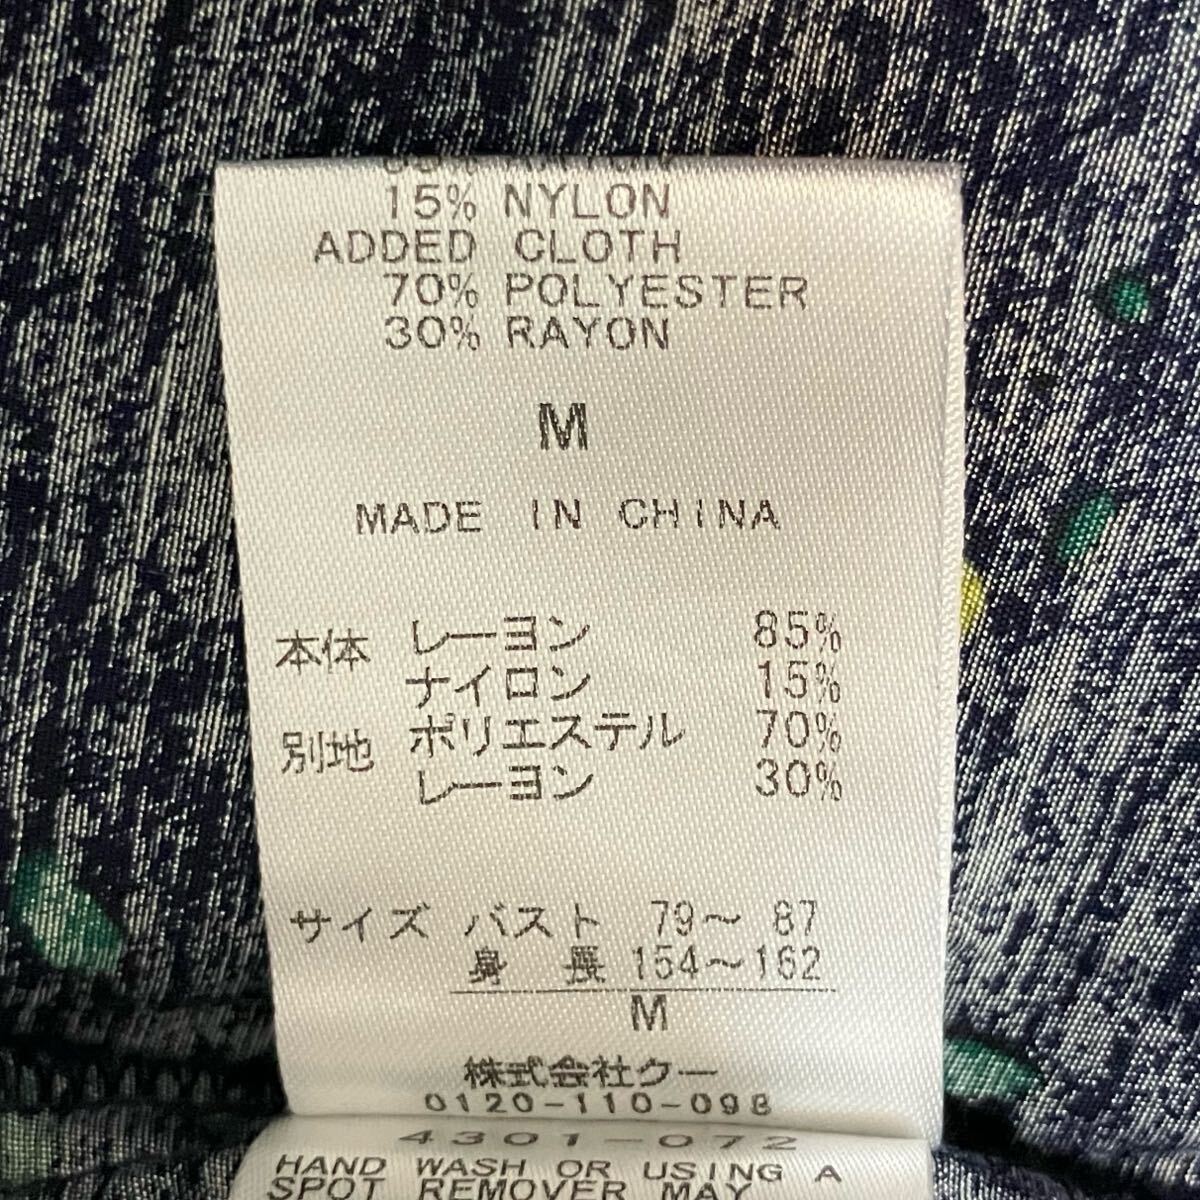 15% NYLON
ADDED CLOTH
70% POLYESTER
30% RAYON
M
MADE IN CHINA
本体 レーヨン 85%
ナイロン 15%
別地 ポリエステル 70%
レーヨン 30%
サイズ バスト 79～ 87
身 長 154～162
M
株式会社クー
0120-110-098
4301-072
HAND WASH OR USING A
SPOT REMOVER MAY